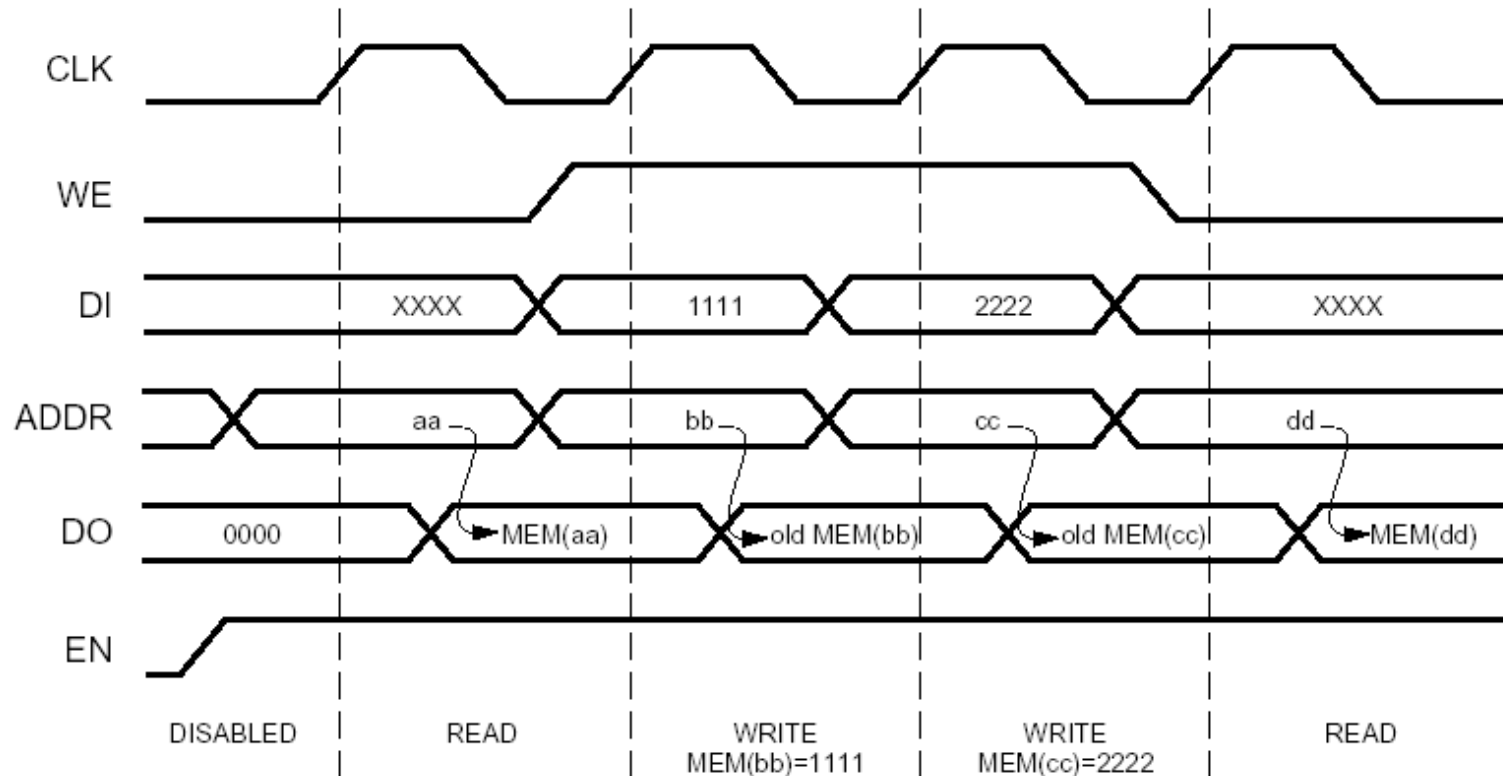 CLK
WE
DI
XXXX
1111
2222
XXXX
ADDR
aa
bb
cc
dd
DO
0000
MEM(aa)
old MEM(bb)
old MEM(cc)
MEM(dd)
EN
DISABLED
READ
WRITE
MEM(bb)=1111
WRITE
MEM(cc)=2222
READ